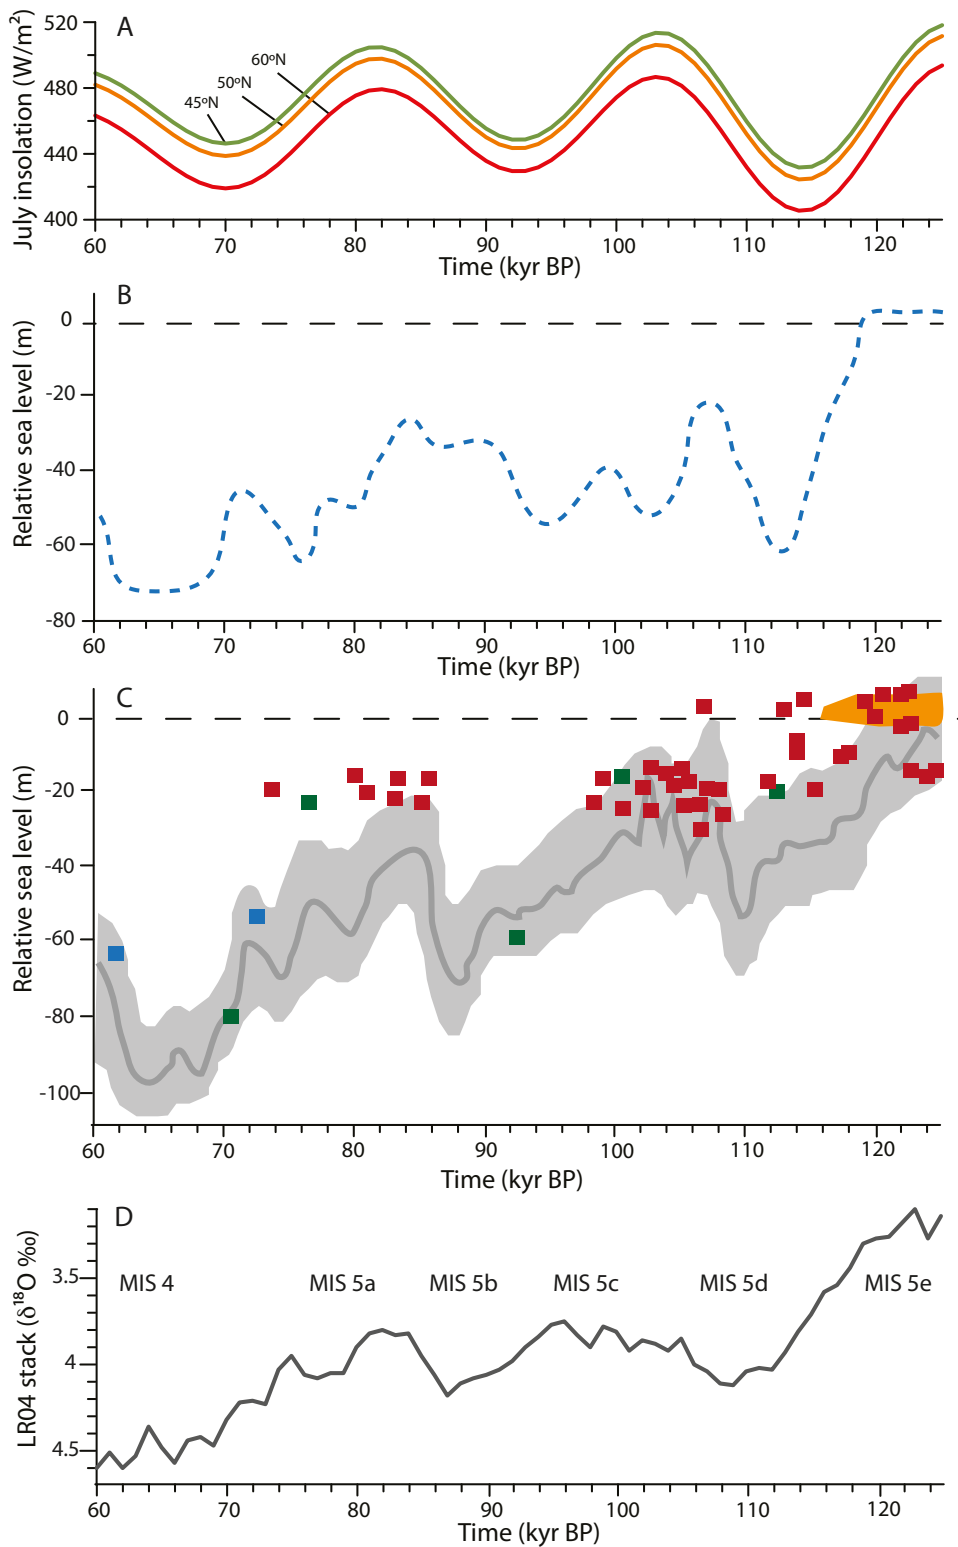 A
July insolation (W/m²)
520
480
440
400
60ºN
50ºN
45ºN
60 70 80 90 100 110 120
Time (kyr BP)
B
Relative sea level (m)
0
-20
-40
-60
-80
60 70 80 90 100 110 120
Time (kyr BP)
C
Relative sea level (m)
0
-20
-40
-60
-80
-100
60 70 80 90 100 110 120
Time (kyr BP)
D
LR04 stack (δ¹⁸O ‰)
3.5
4
4.5
MIS 4 MIS 5a MIS 5b MIS 5c MIS 5d MIS 5e
60 70 80 90 100 110 120
Time (kyr BP)